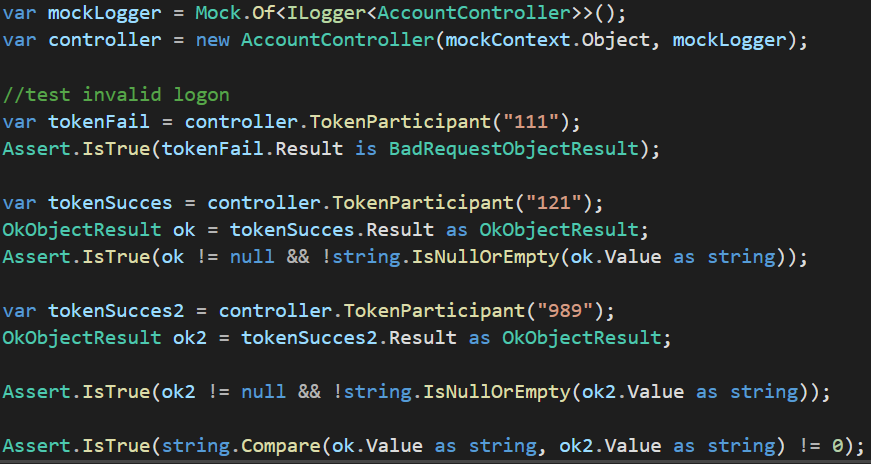 var mockLogger = Mock.Of<ILogger<AccountController>>();
var controller = new AccountController(mockContext.Object, mockLogger);
//test invalid logon
var tokenFail = controller.TokenParticipant("111");
Assert.IsTrue(tokenFail.Result is BadRequestObjectResult);
var tokenSucces = controller.TokenParticipant("121");
OkObjectResult ok = tokenSucces.Result as OkObjectResult;
Assert.IsTrue(ok != null && !string.IsNullOrEmpty(ok.Value as string));
var tokenSucces2 = controller.TokenParticipant("989");
OkObjectResult ok2 = tokenSucces2.Result as OkObjectResult;
Assert.IsTrue(ok2 != null && !string.IsNullOrEmpty(ok2.Value as string));
Assert.IsTrue(string.Compare(ok.Value as string, ok2.Value as string) != 0);